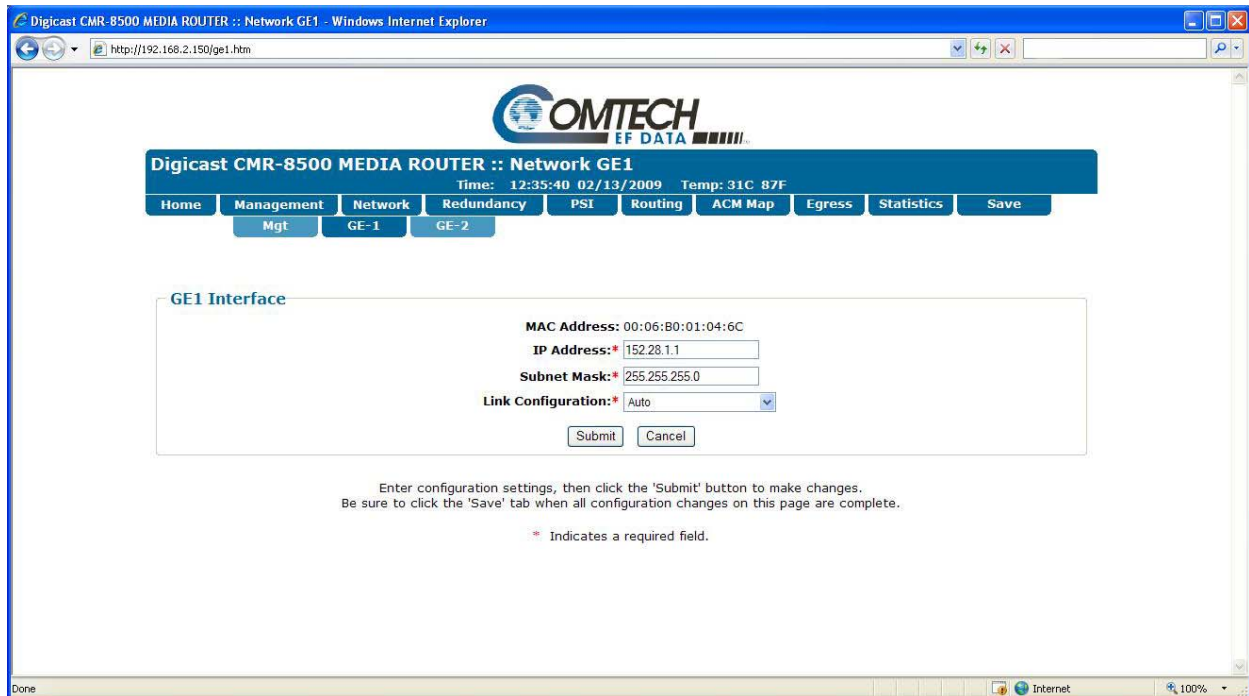 Digicast CMR-8500 MEDIA ROUTER :: Network GE1 - Windows Internet Explorer
http://192.168.2.150/ge1.htm
COMTECH
EF DATA
Digicast CMR-8500 MEDIA ROUTER :: Network GE1
Time: 12:35:40 02/13/2009 Temp: 31C 87F
Home Management Network Redundancy PSI Routing ACM Map Egress Statistics Save
Mgt GE-1 GE-2
GE1 Interface
MAC Address: 00:06:B0:01:04:6C
IP Address:* 152.28.1.1
Subnet Mask:* 255.255.255.0
Link Configuration:* Auto
Submit Cancel
Enter configuration settings, then click the 'Submit' button to make changes.
Be sure to click the 'Save' tab when all configuration changes on this page are complete.
* Indicates a required field.
Done Internet 100%